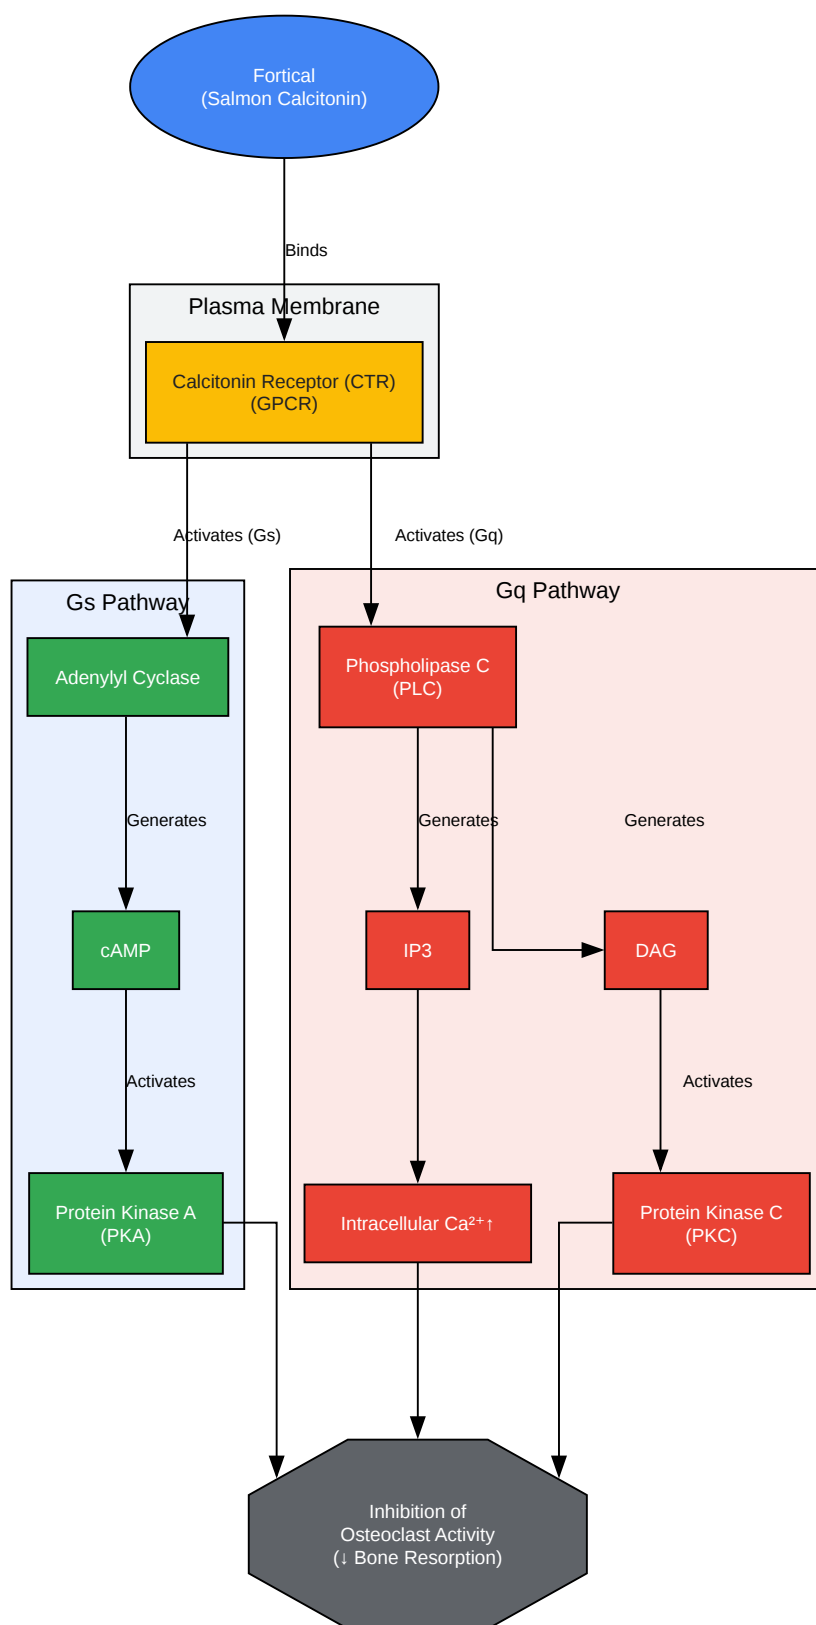 Fortical
(Salmon Calcitonin)
Binds
Plasma Membrane
Calcitonin Receptor (CTR)
(GPCR)
Activates (Gs)
Activates (Gq)
Gs Pathway
Gq Pathway
Adenylyl Cyclase
Phospholipase C
(PLC)
Generates
Generates
Generates
cAMP
IP3
DAG
Activates
Activates
Protein Kinase A
(PKA)
Intracellular Ca²⁺↑
Protein Kinase C
(PKC)
Inhibition of
Osteoclast Activity
(↓ Bone Resorption)